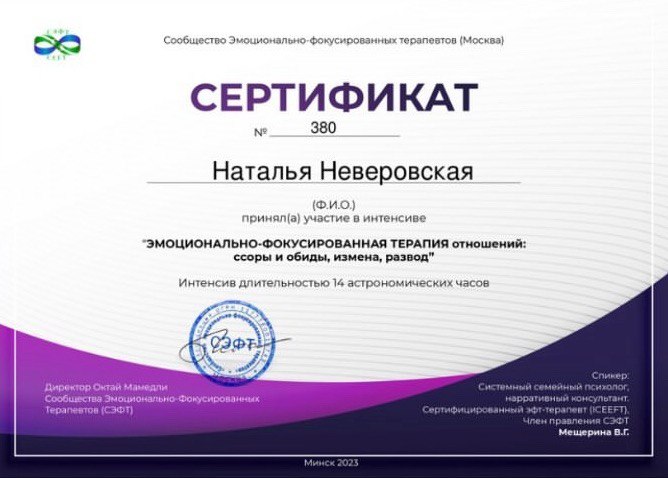 СЭФТ
CEFT
Сообщество Эмоционально-фокусированных терапевтов (Москва)
СЕРТИФИКАТ
№ 380
Наталья Неверовская
(Ф.И.О.)
принял(а) участие в интенсиве
"ЭМОЦИОНАЛЬНО-ФОКУСИРОВАННАЯ ТЕРАПИЯ отношений:
ссоры и обиды, измена, развод"
Интенсив длительностью 14 астрономических часов
СЭФТ
Директор Октай Мамедли
Сообщества Эмоционально-Фокусированных
Терапевтов (СЭФТ)
Спикер:
Системный семейный психолог,
нарративный консультант.
Сертифицированный эфт-терапевт (ICEEFT),
Член правления СЭФТ
Мещерина В.Г.
Минск 2023